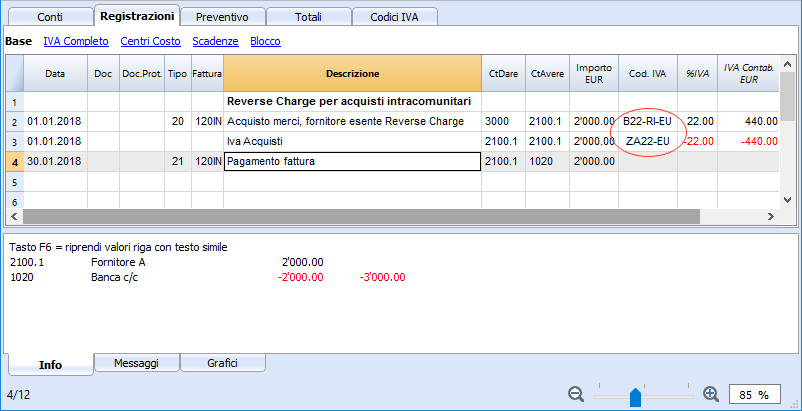 Conti Registrazioni Preventivo Totali Codici IVA
Base IVA Completo Centri Costo Scadenze Blocco
Data Doc Doc.Prot. Tipo Fattura Descrizione CtDare CtAvere Importo EUR Cod. IVA %IVA IVA Contab. EUR
1 Reverse Charge per acquisti intracomunitari
2 01.01.2018 20 120IN Acquisto merci, fornitore esente Reverse Charge 3000 2100.1 2'000.00 B22-RI-EU 22.00 440.00
3 01.01.2018 Iva Acquisti 2100.1 2100.1 2'000.00 ZA22-EU -22.00 -440.00
4 30.01.2018 21 120IN Pagamento fattura 2100.1 1020 2'000.00
5
6
Tasto F6 = riprendi valori riga con testo simile
2100.1 Fornitore A 2'000.00
1020 Banca c/c -2'000.00 -3'000.00
Info Messaggi Grafici
4/12 85 %